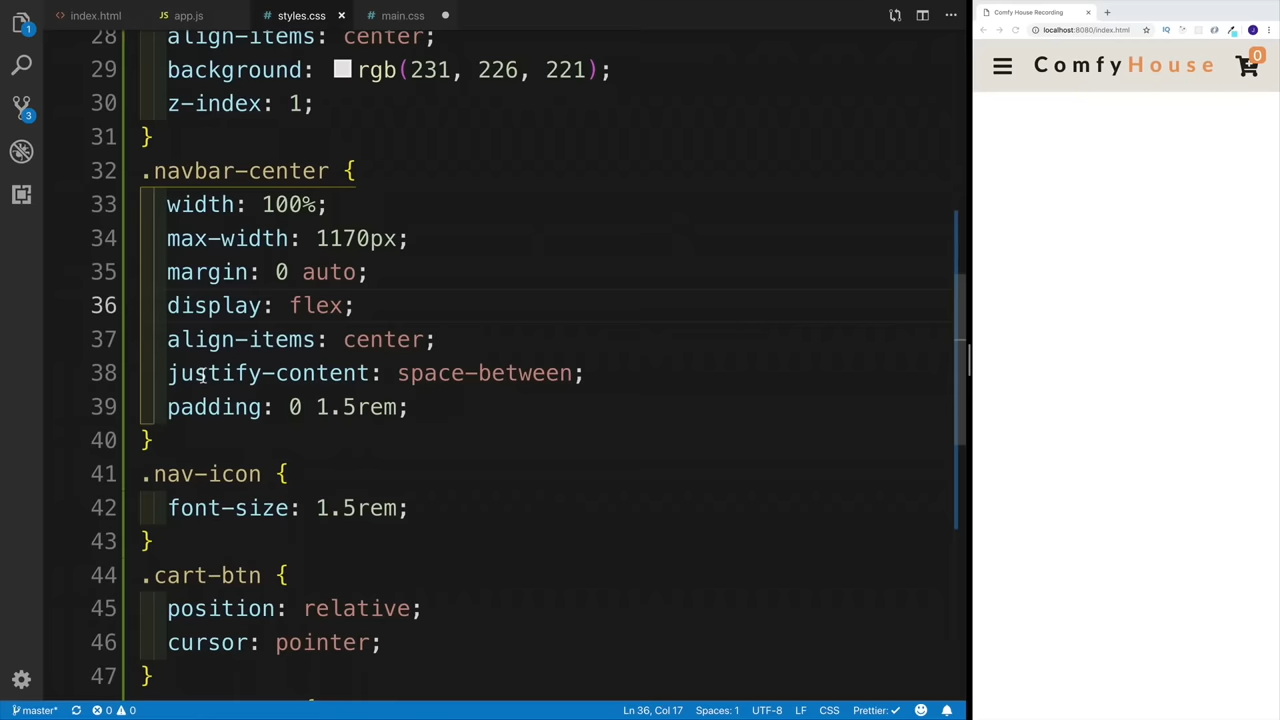 index.html
app.js
styles.css
main.css
28 align-items: center;
29 background: rgb(231, 226, 221);
30 z-index: 1;
31 }
32 .navbar-center {
33 width: 100%;
34 max-width: 1170px;
35 margin: 0 auto;
36 display: flex;
37 align-items: center;
38 justify-content: space-between;
39 padding: 0 1.5rem;
40 }
41 .nav-icon {
42 font-size: 1.5rem;
43 }
44 .cart-btn {
45 position: relative;
46 cursor: pointer;
47 }
1
3
master*
0
0
Ln 36, Col 17
Spaces: 1
UTF-8
LF
CSS
Prettier:
Comfy House Recording
localhost:8080/index.html
IQ
J
ComfyHouse
0